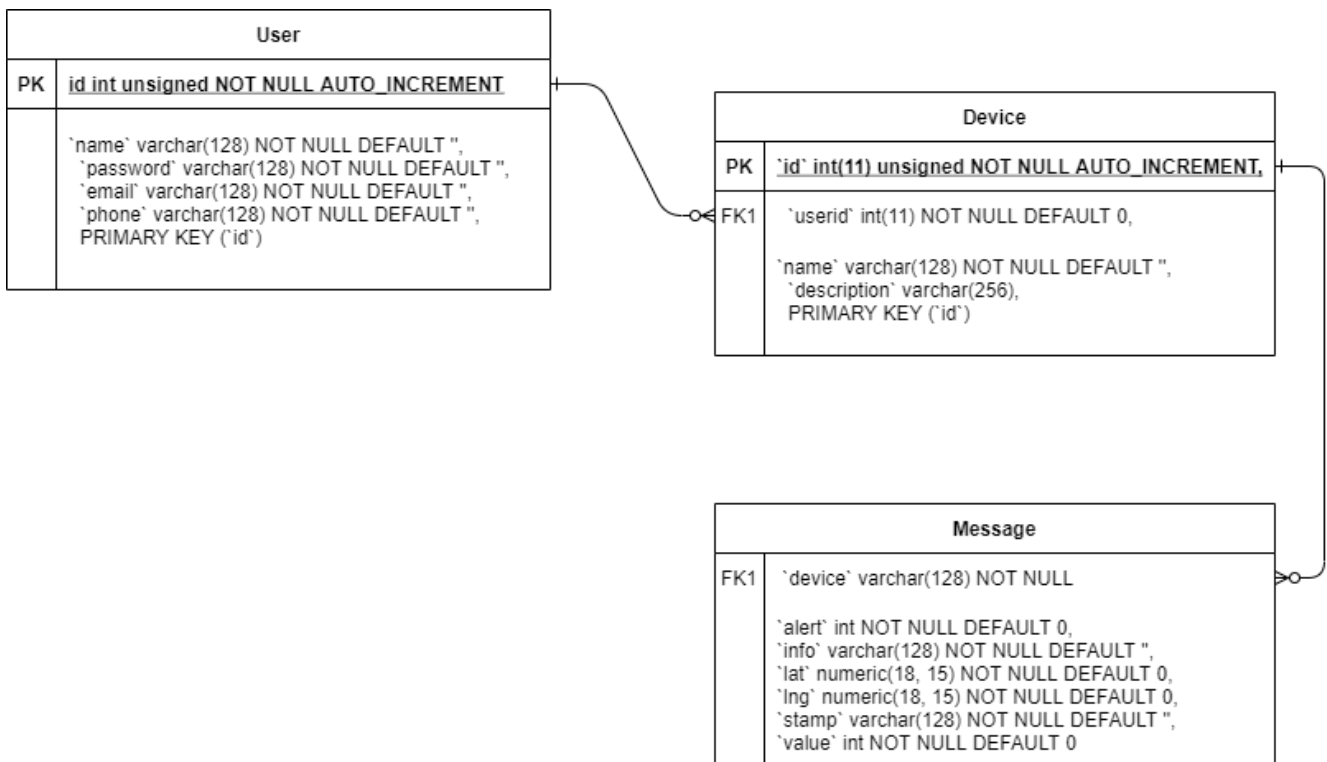 User
PK id int unsigned NOT NULL AUTO_INCREMENT
`name` varchar(128) NOT NULL DEFAULT '',
`password` varchar(128) NOT NULL DEFAULT '',
`email` varchar(128) NOT NULL DEFAULT '',
`phone` varchar(128) NOT NULL DEFAULT '',
PRIMARY KEY (`id`)
Device
PK `id` int(11) unsigned NOT NULL AUTO_INCREMENT,
FK1 `userid` int(11) NOT NULL DEFAULT 0,
`name` varchar(128) NOT NULL DEFAULT '',
`description` varchar(256),
PRIMARY KEY (`id`)
Message
FK1 `device` varchar(128) NOT NULL
`alert` int NOT NULL DEFAULT 0,
`info` varchar(128) NOT NULL DEFAULT '',
`lat` numeric(18, 15) NOT NULL DEFAULT 0,
`lng` numeric(18, 15) NOT NULL DEFAULT 0,
`stamp` varchar(128) NOT NULL DEFAULT '',
`value` int NOT NULL DEFAULT 0